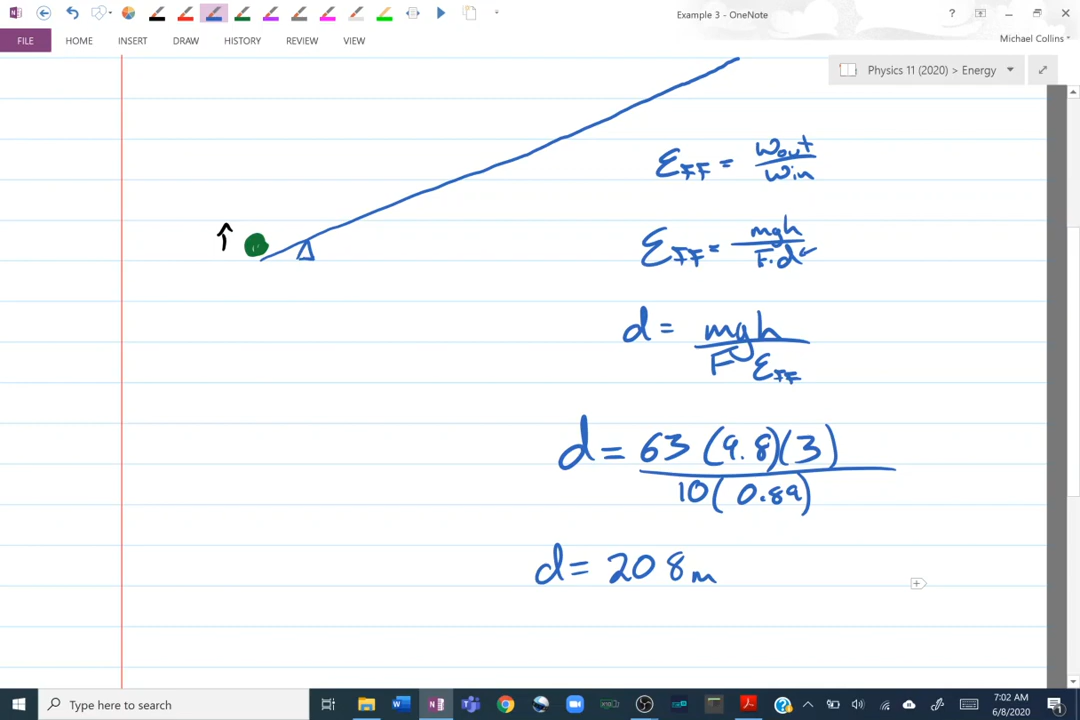 Example 3 - OneNote
?
Michael Collins
FILE HOME INSERT DRAW HISTORY REVIEW VIEW
Physics 11 (2020) > Energy
EFF = Wout / Win
EFF = mgh / F·d
d = mgh / F EFF
d = 63 (9.8)(3) / 10(0.89)
d = 208m
Type here to search
7:02 AM
6/8/2020